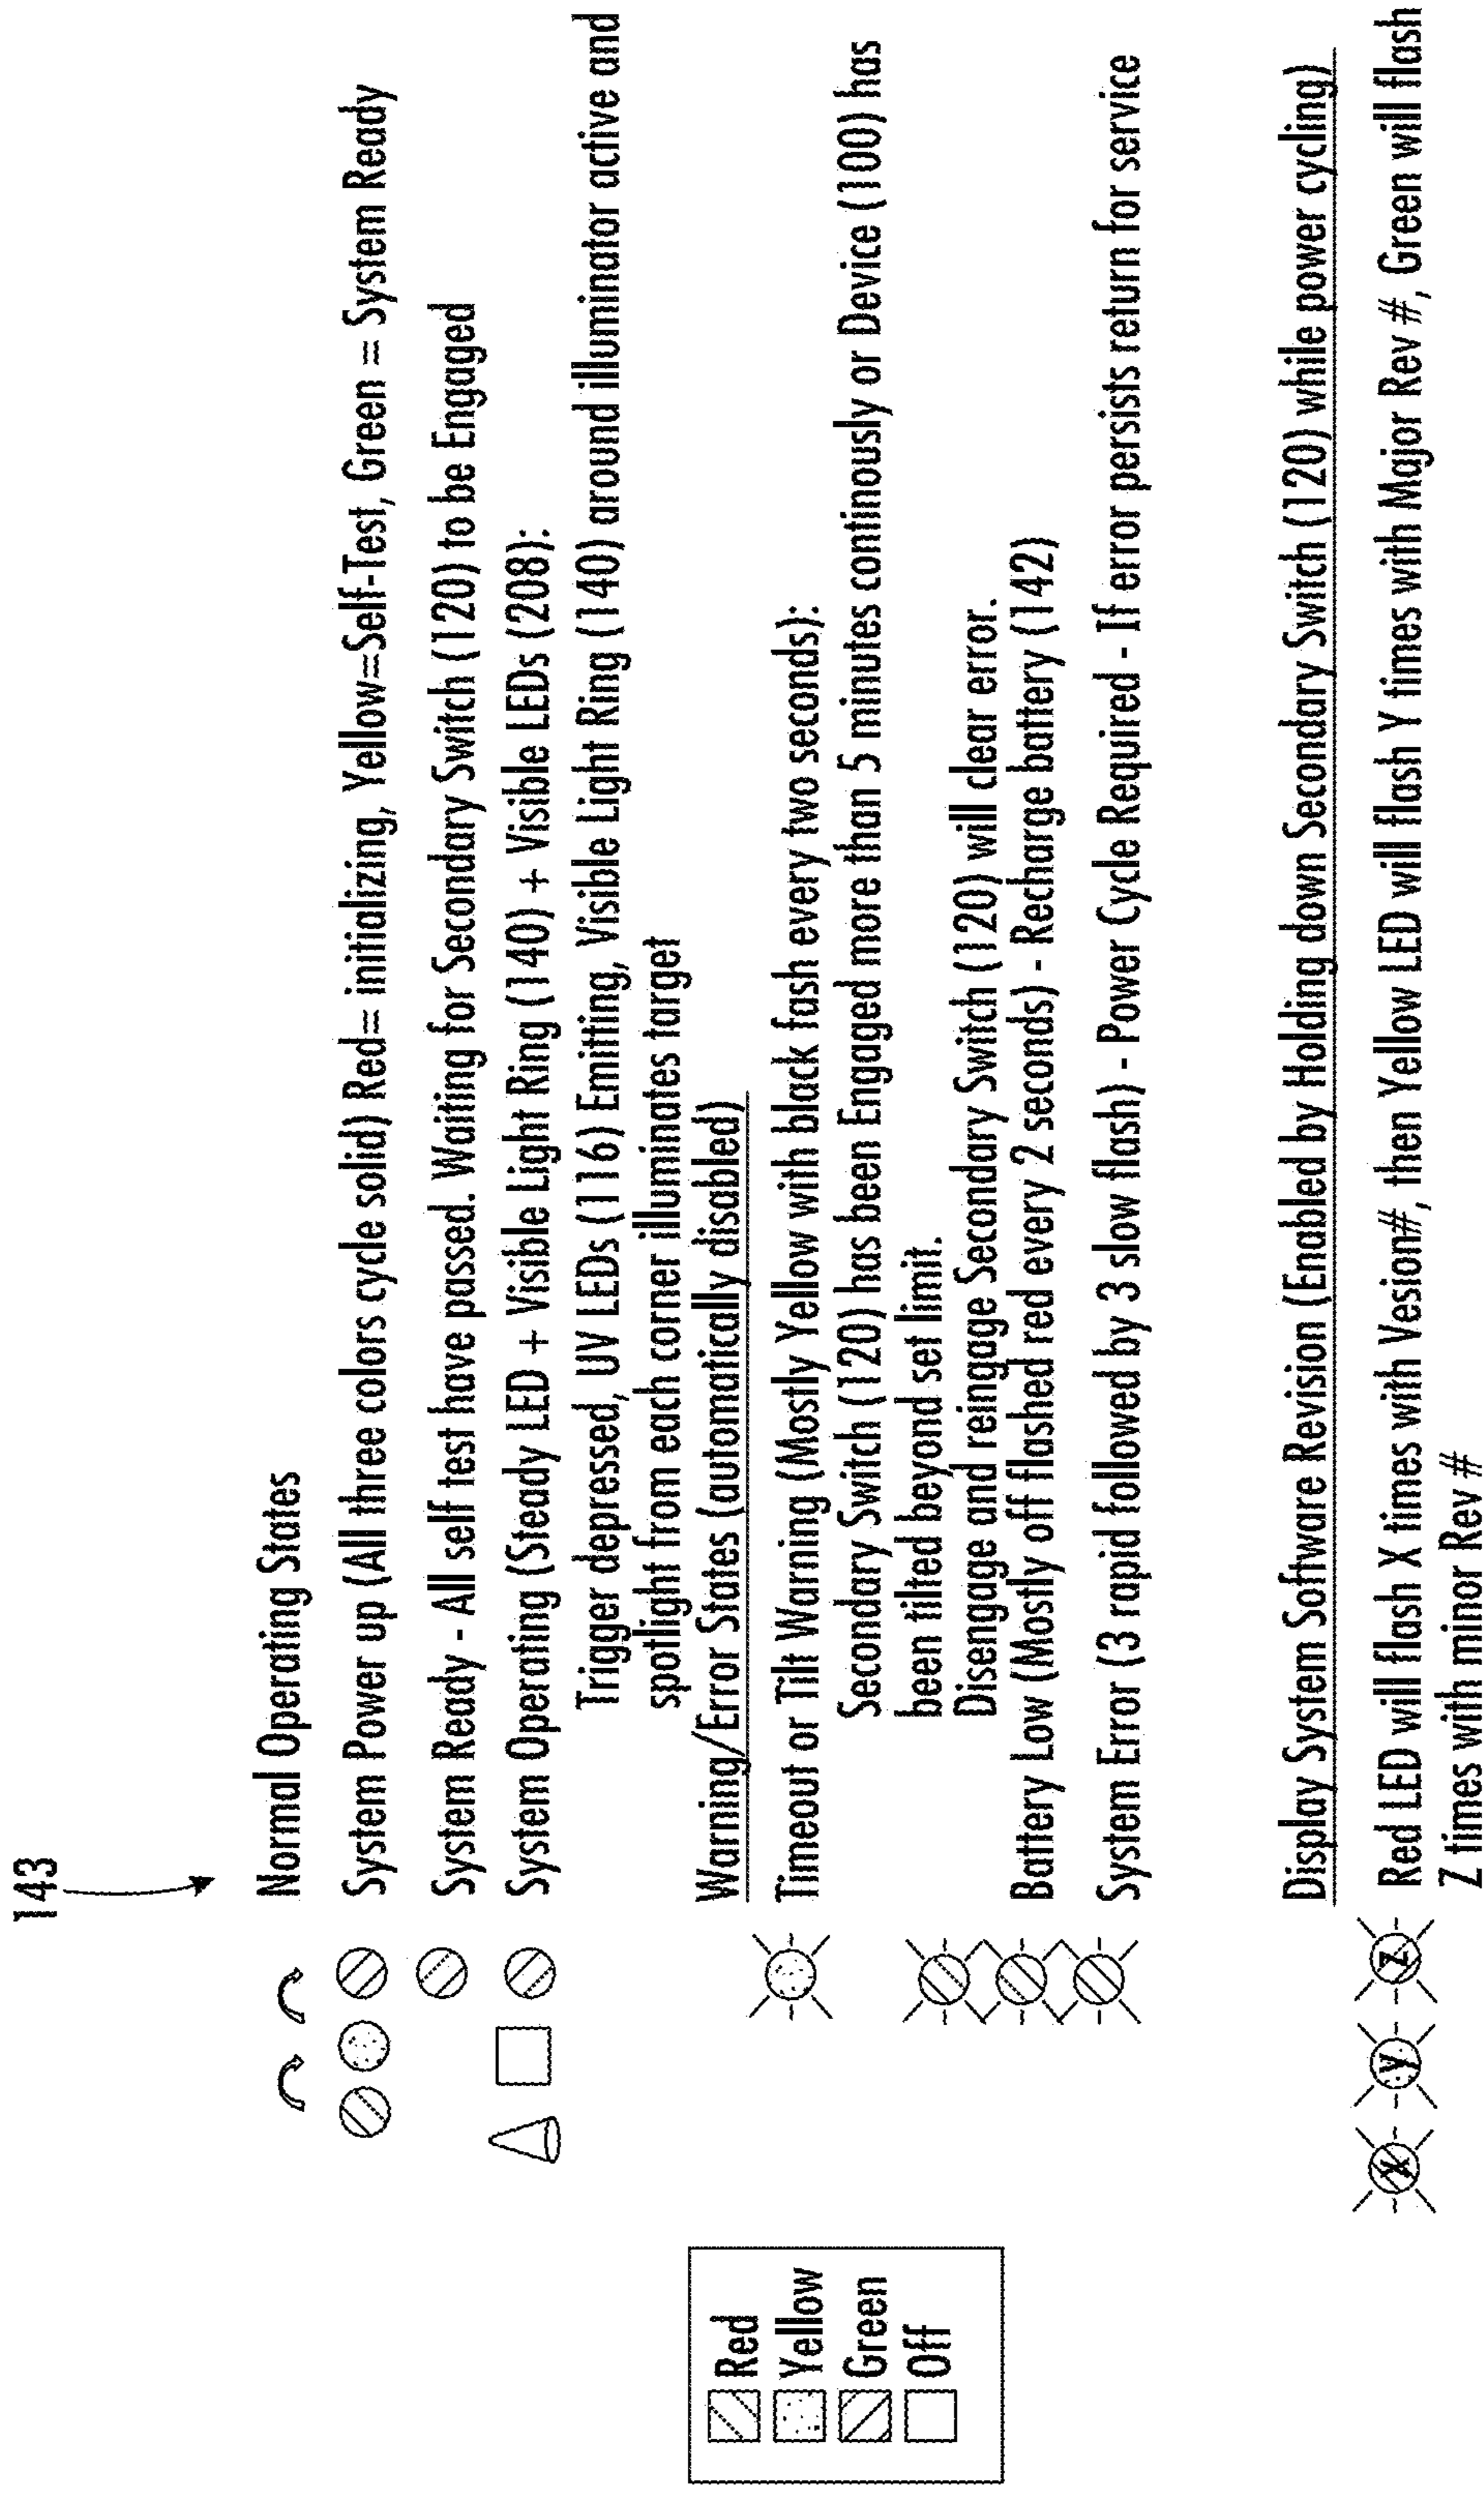 143
Normal Operating States
System Power up (All three colors cycle solid) Red= initializing, Yellow=Self-Test, Green = System Ready
System Ready - All self test have passed. Waiting for Secondary Switch (120) to be Engaged
System Operating (Steady LED + Visible Light Ring (140) + Visible LEDs (208):
Trigger depressed, UV LEDs (116) Emitting, Visible Light Ring (140) around illuminator active and
spotlight from each corner illuminates target
Warning/Error States (automatically disabled)
Timeout or Tilt Warning (Mostly Yellow with black fash every two seconds):
Secondary Switch (120) has been Engaged more than 5 minutes continously or Device (100) has
been tilted beyond set limit.
Disengage and reingage Secondary Switch (120) will clear error.
Battery Low (Mostly off flashed red every 2 seconds) - Recharge battery (142)
System Error (3 rapid followed by 3 slow flash) - Power Cycle Required - If error persists return for service
Display System Software Revision (Enabled by Holding down Secondary Switch (120) while power cycling)
x y z
Red LED will flash X times with Vesion#, then Yellow LED will flash Y times with Major Rev #, Green will flash
Z times with minor Rev #
Red
Yellow
Green
Off